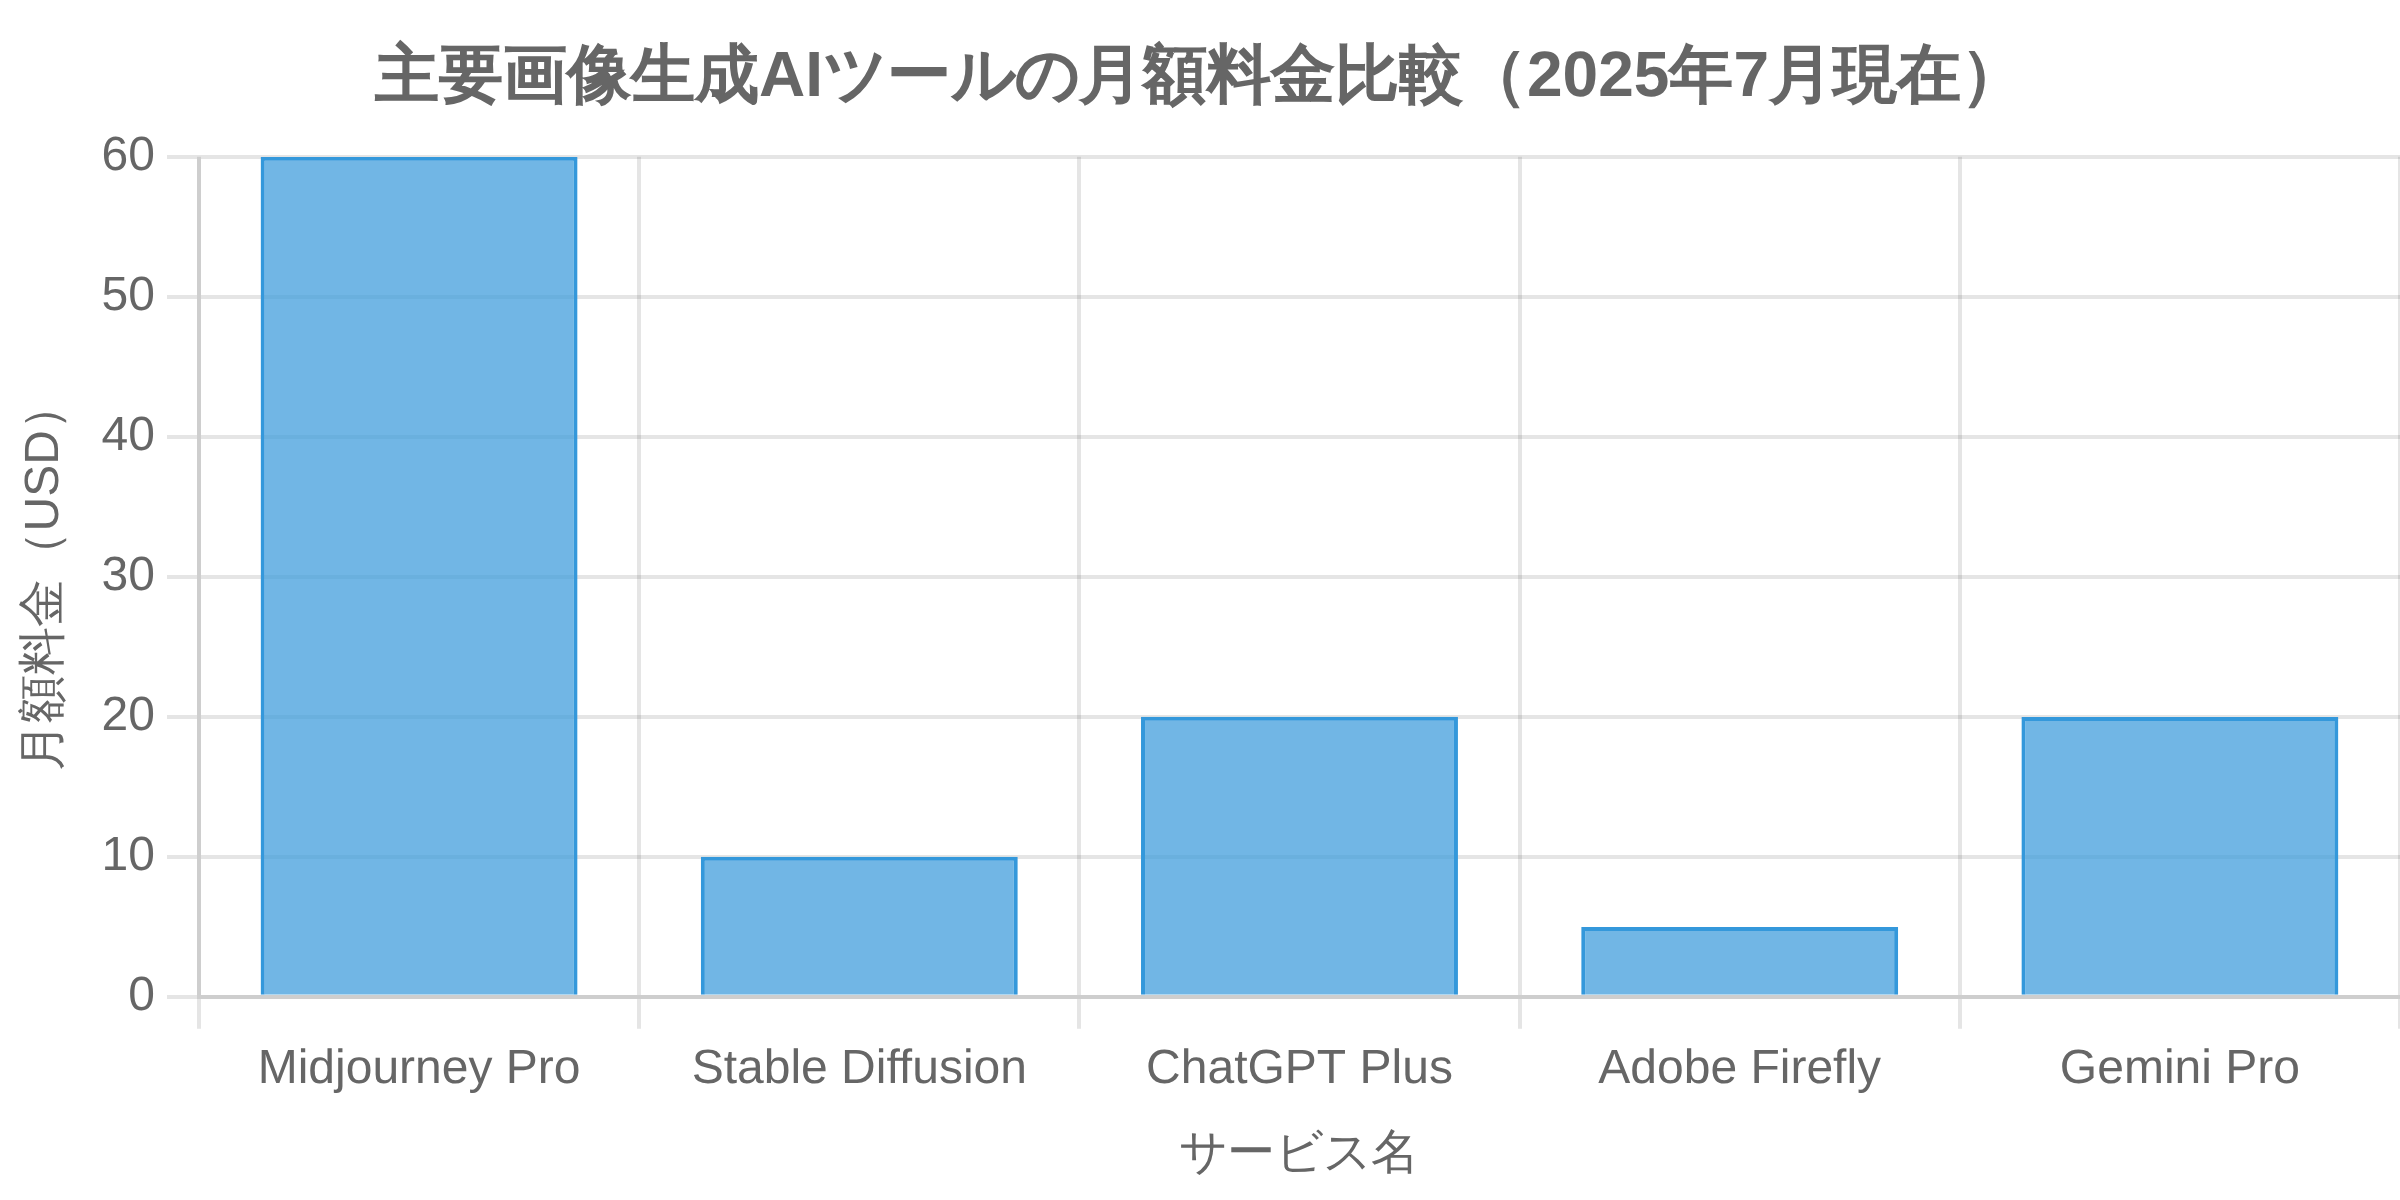 主要画像生成AIツールの月額料金比較（2025年7月現在）
月額料金（USD）
60
50
40
30
20
10
0
Midjourney Pro
Stable Diffusion
ChatGPT Plus
Adobe Firefly
Gemini Pro
サービス名